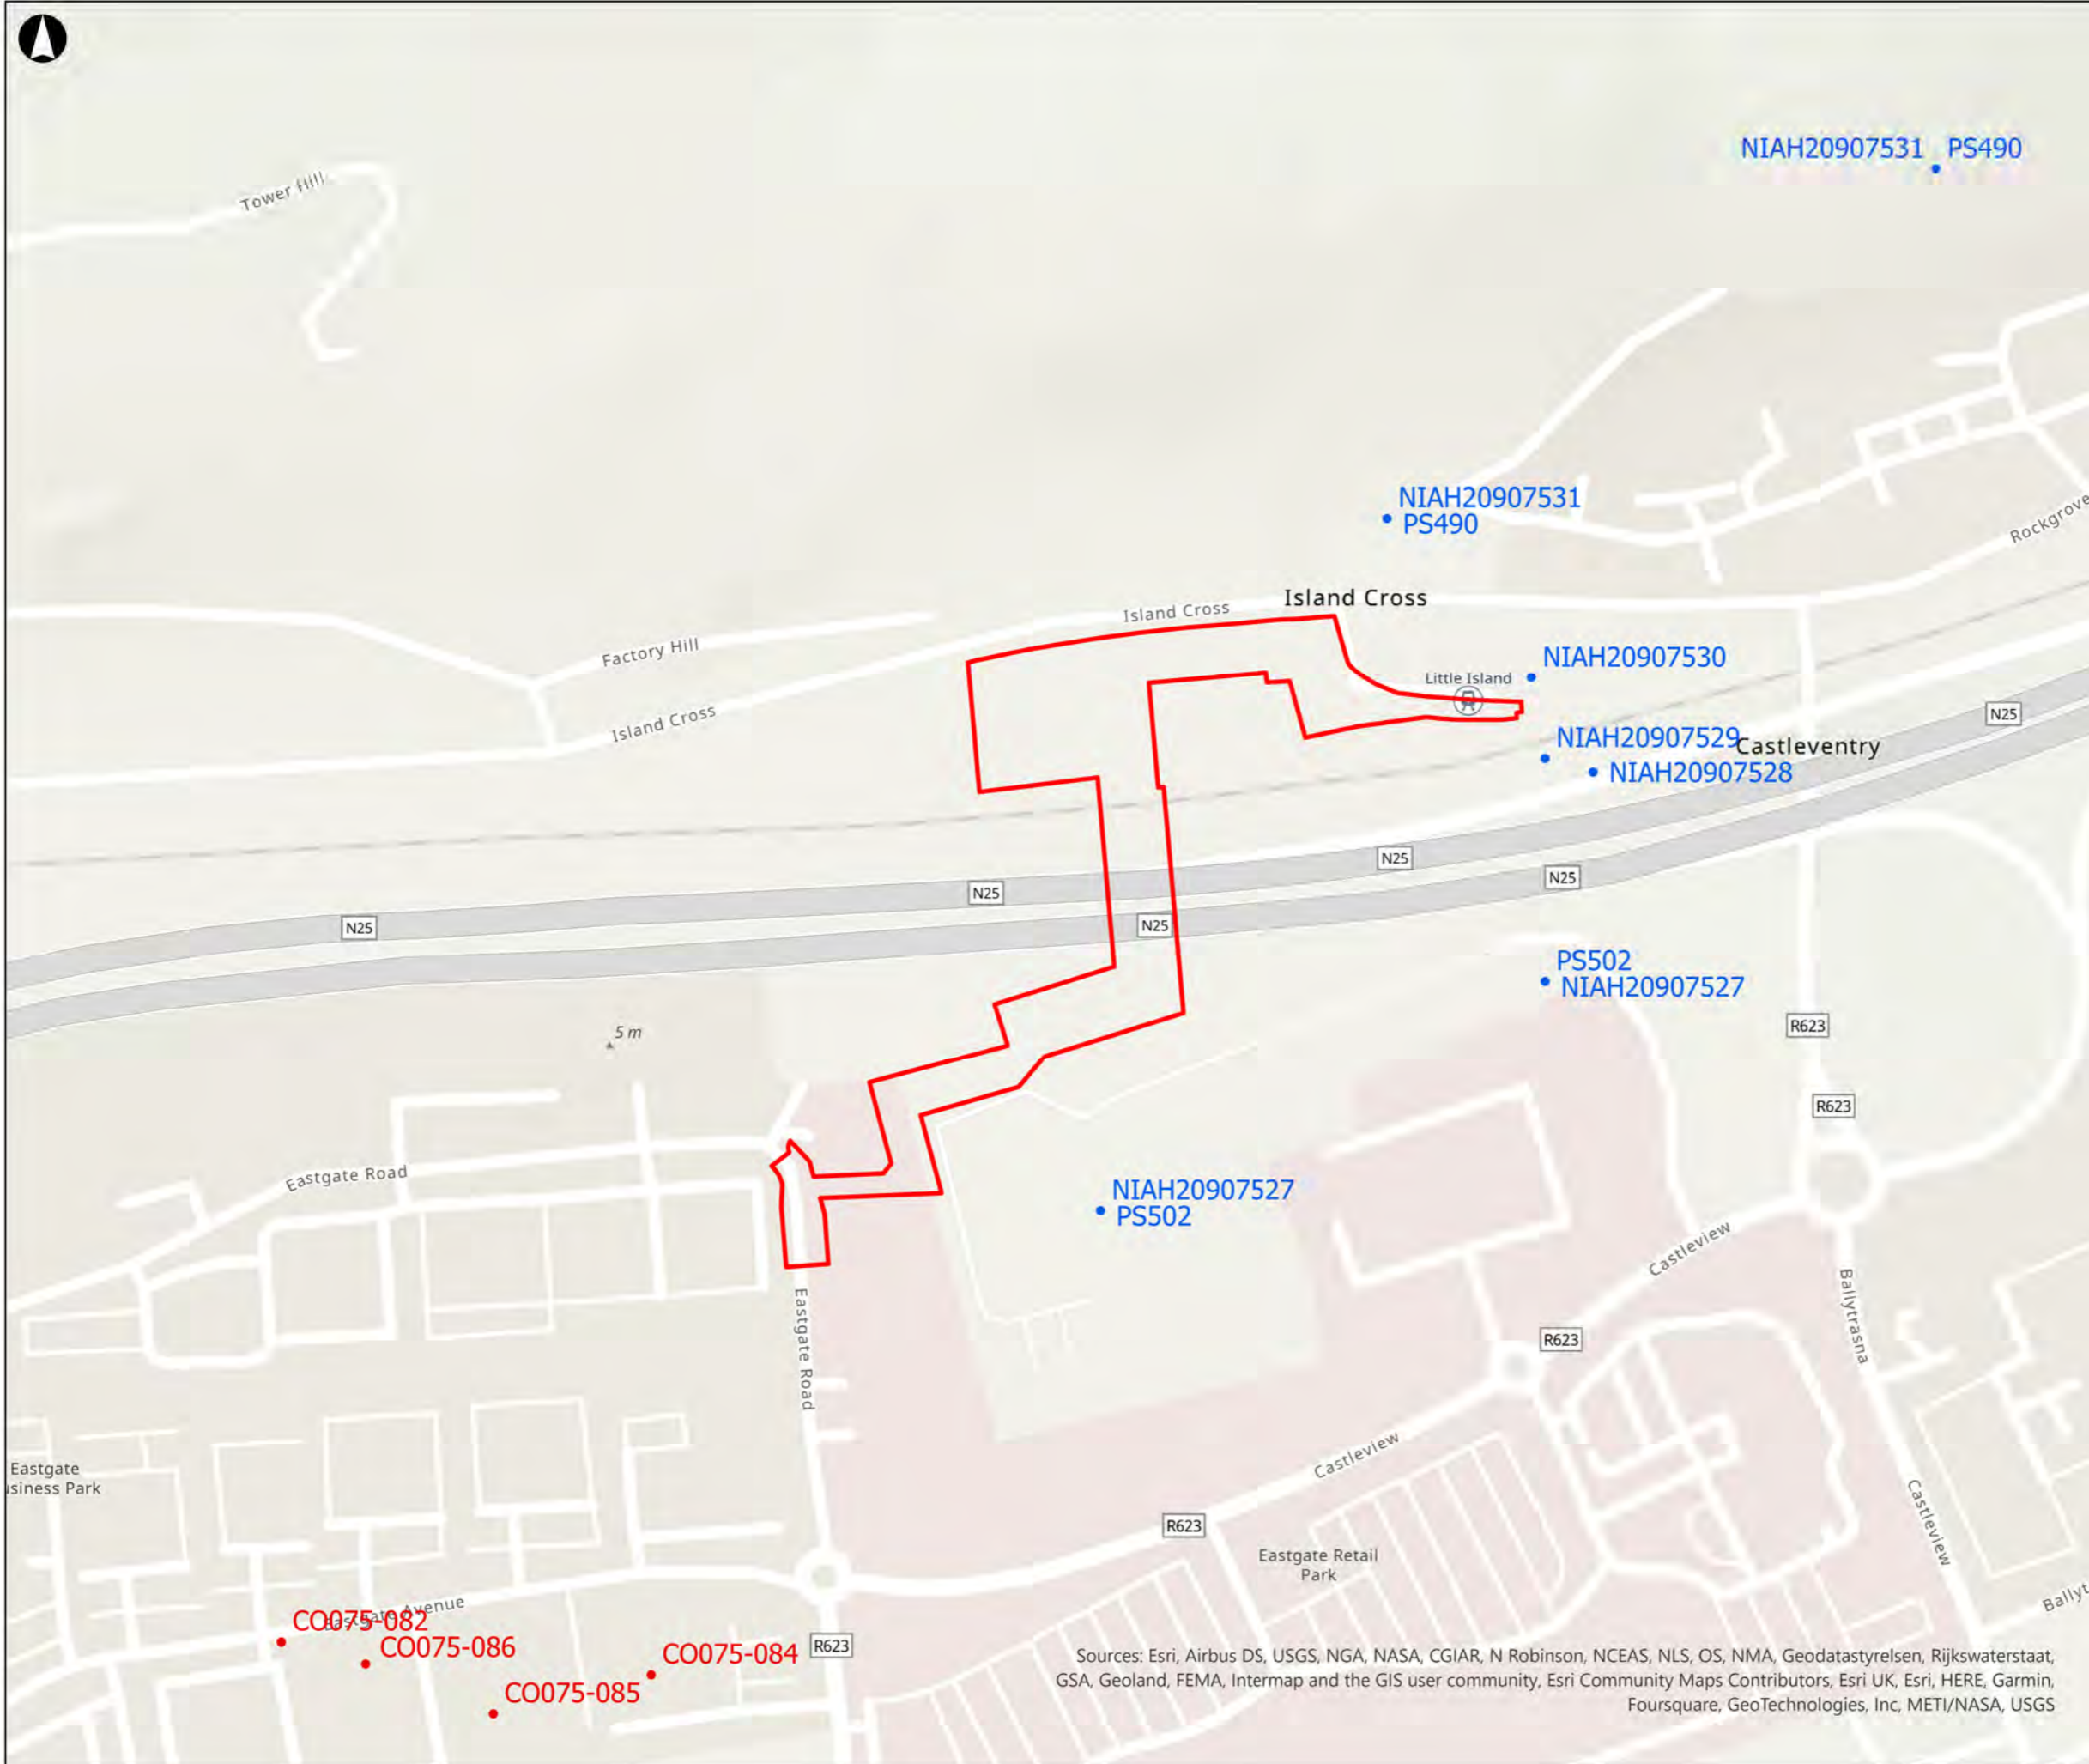 NIAH20907531 PS490
Tower Hill
NIAH20907531
PS490
Rockgrove
Island Cross
Island Cross
Factory Hill
NIAH20907530
Little Island
Island Cross
N25
NIAH20907529
Castleventry
NIAH20907528
N25
N25
N25
N25
N25
PS502
NIAH20907527
R623
5 m
R623
Eastgate Road
NIAH20907527
PS502
Castleview
Ballytrasna
R623
Eastgate Road
Castleview
Eastgate
usiness Park
Castleview
R623
Eastgate Retail
Park
Ballyt
Eastgate Avenue
CO075-082
CO075-086
R623
CO075-084
CO075-085
Sources: Esri, Airbus DS, USGS, NGA, NASA, CGIAR, N Robinson, NCEAS, NLS, OS, NMA, Geodatastyrelsen, Rijkswaterstaat,
GSA, Geoland, FEMA, Intermap and the GIS user community, Esri Community Maps Contributors, Esri UK, Esri, HERE, Garmin,
Foursquare, GeoTechnologies, Inc, METI/NASA, USGS